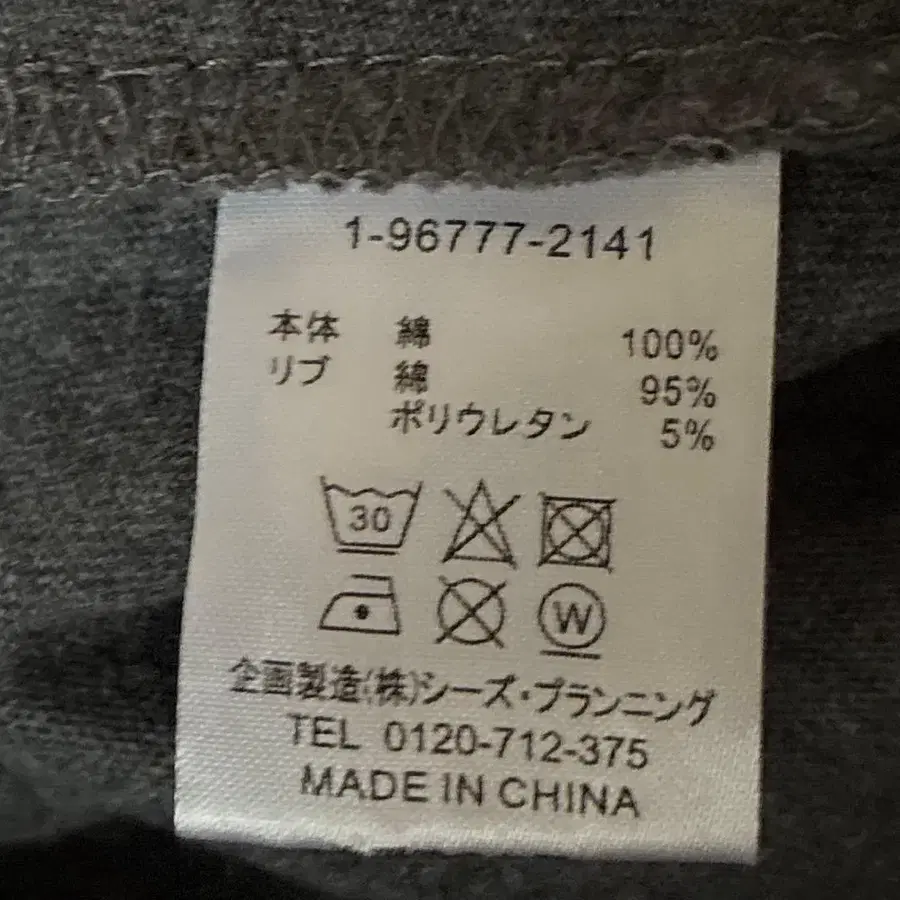 1-96777-2141
本体 綿 100%
リブ 綿 95%
ポリウレタン 5%
30
W
企画製造(株)シーズ・プランニング
TEL 0120-712-375
MADE IN CHINA